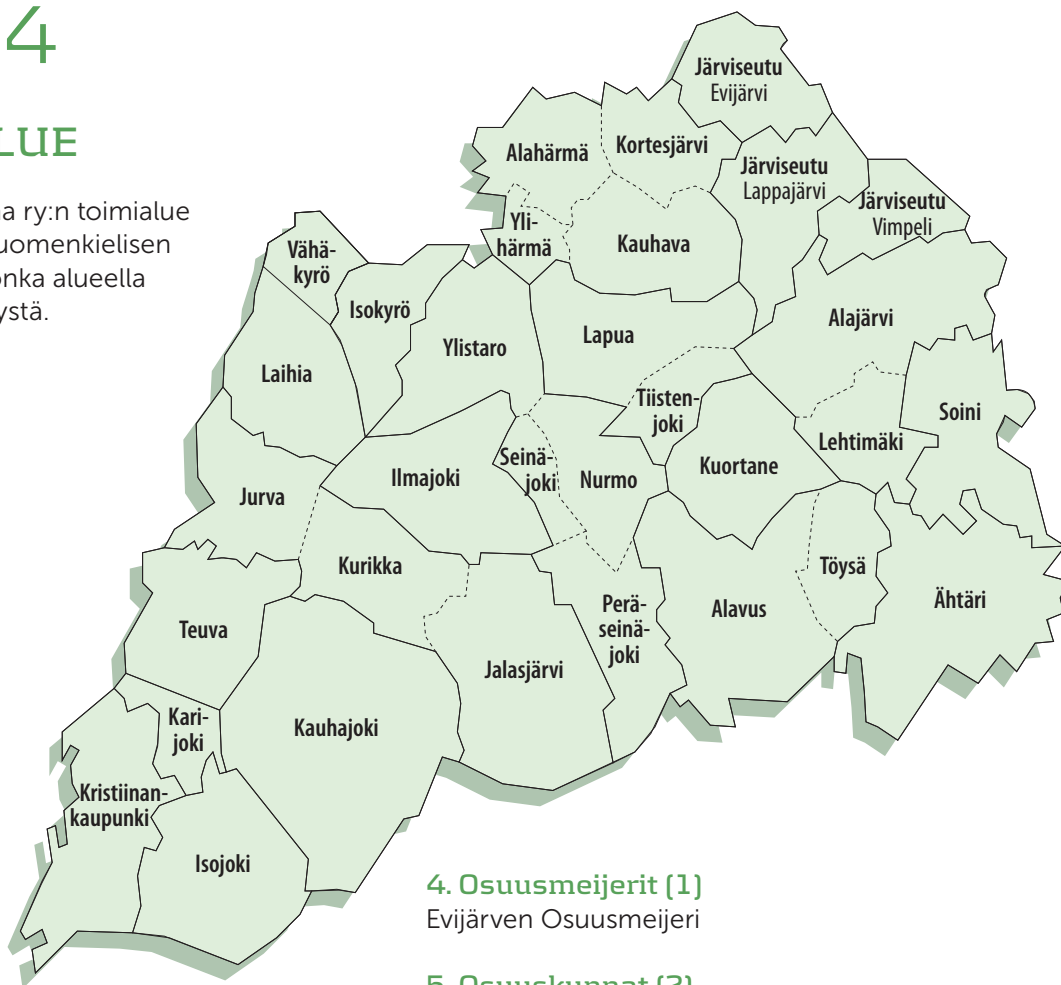 4
LUE
a ry:n toimialue
uomenkielisen
onka alueella
ystä.
Järviseutu
Evijärvi
Alahärmä
Kortesjärvi
Järviseutu
Lappajärvi
Järviseutu
Vimpeli
Yli-
härmä
Kauhava
Vähä-
kyrö
Isokyrö
Ylistaro
Lapua
Alajärvi
Laihia
Tiisten-
joki
Soini
Lehtimäki
Ilmajoki
Seinä-
joki
Nurmo
Kuortane
Jurva
Kurikka
Töysä
Ähtäri
Alavus
Perä-
seinä-
joki
Teuva
Jalasjärvi
Kauhajoki
Kari-
joki
Kristiinan-
kaupunki
Isojoki
4. Osuusmeijerit (1)
Evijärven Osuusmeijeri